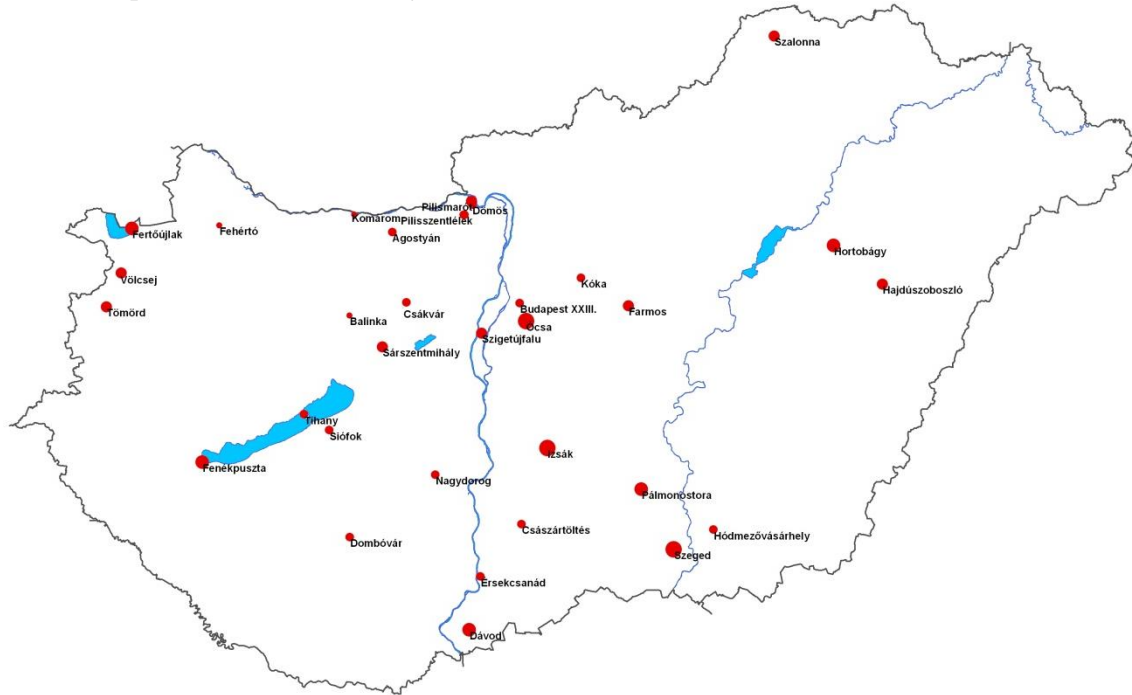 Szalonna
Pilismarót
Dömös
Komárom
Pilisszentlélek
Fertőújlak
Fehértó
Agostyán
Hortobágy
Völcsej
Kóka
Hajdúszoboszló
Tömörd
Csákvár
Budapest XXIII.
Farmos
Balinka
Ócsa
Szigetújfalu
Sárszentmihály
Tihany
Siófok
Izsák
Fenékpuszta
Nagydorog
Pálmonostora
Császártöltés
Hódmezővásárhely
Dombóvár
Szeged
Érsekcsanád
Dávod